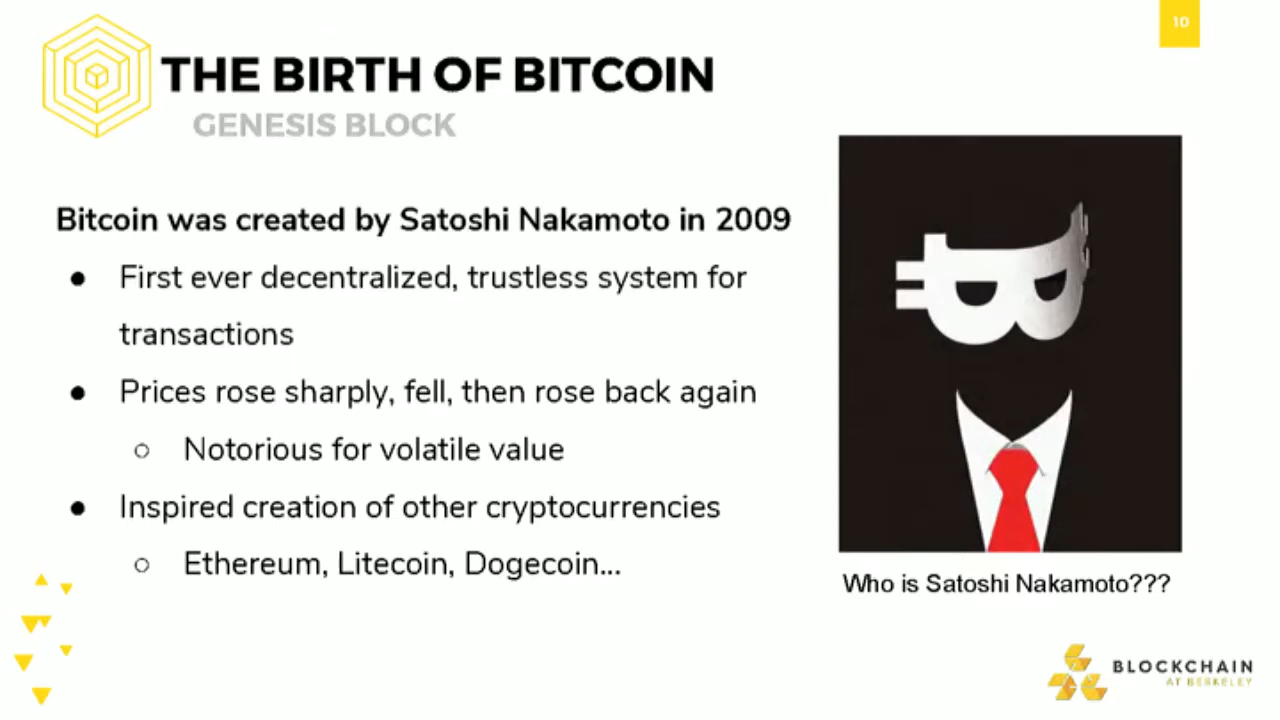 10
THE BIRTH OF BITCOIN
GENESIS BLOCK
Bitcoin was created by Satoshi Nakamoto in 2009
● First ever decentralized, trustless system for
transactions
● Prices rose sharply, fell, then rose back again
○ Notorious for volatile value
● Inspired creation of other cryptocurrencies
○ Ethereum, Litecoin, Dogecoin...
Who is Satoshi Nakamoto???
BLOCKCHAIN
AT BERKELEY